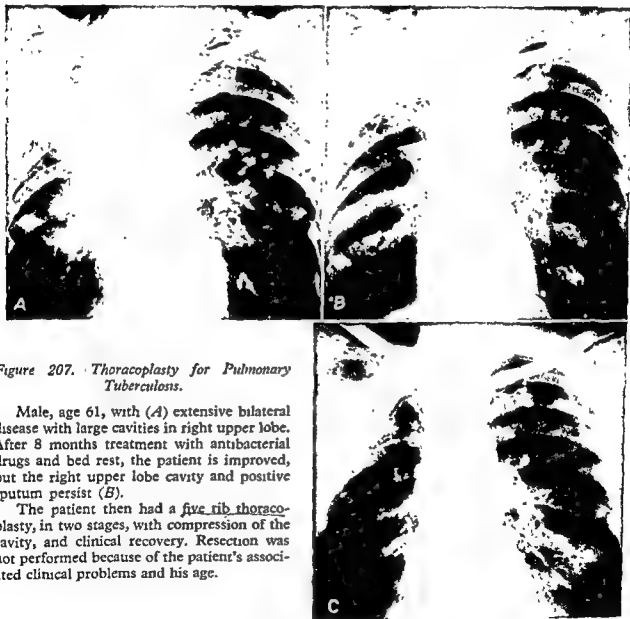 A
B
Figure 207. Thoracoplasty for Pulmonary
Tuberculosis.
Male, age 61, with (A) extensive bilateral
disease with large cavities in right upper lobe.
After 8 months treatment with antibacterial
drugs and bed rest, the patient is improved,
but the right upper lobe cavity and positive
sputum persist (B).
The patient then had a five rib thoraco-
plasty, in two stages, with compression of the
cavity, and clinical recovery. Resection was
not performed because of the patient's associ-
ated clinical problems and his age.
C